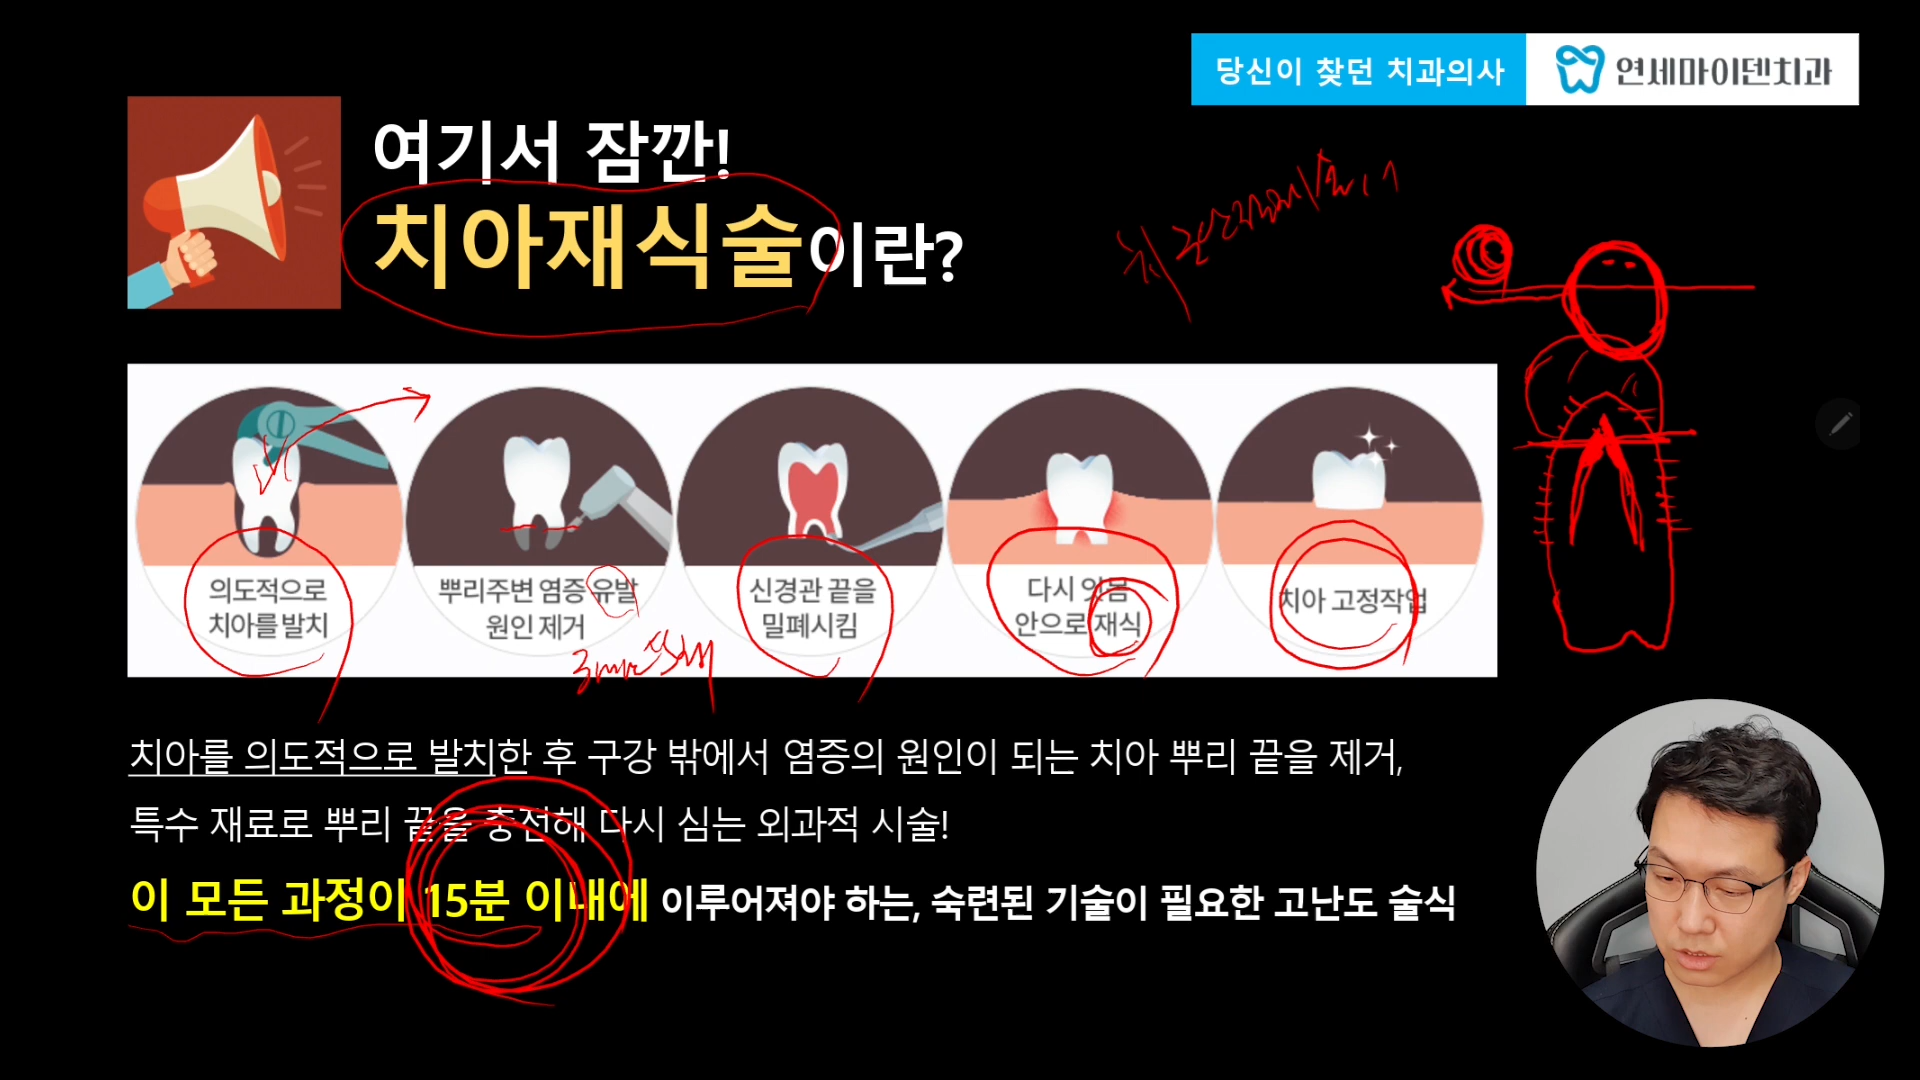 당신이 찾던 치과의사
연세마이덴치과
여기서 잠깐!
치아재식술이란?
의도적으로
치아를 발치
뿌리주변 염증 유발
원인 제거
신경관 끝을
밀폐시킴
다시 잇몸
안으로 재식
치아 고정작업
3mm
치아를 의도적으로 발치한 후 구강 밖에서 염증의 원인이 되는 치아 뿌리 끝을 제거,
특수 재료로 뿌리 끝을 충전해 다시 심는 외과적 시술!
이 모든 과정이 15분 이내에 이루어져야 하는, 숙련된 기술이 필요한 고난도 술식